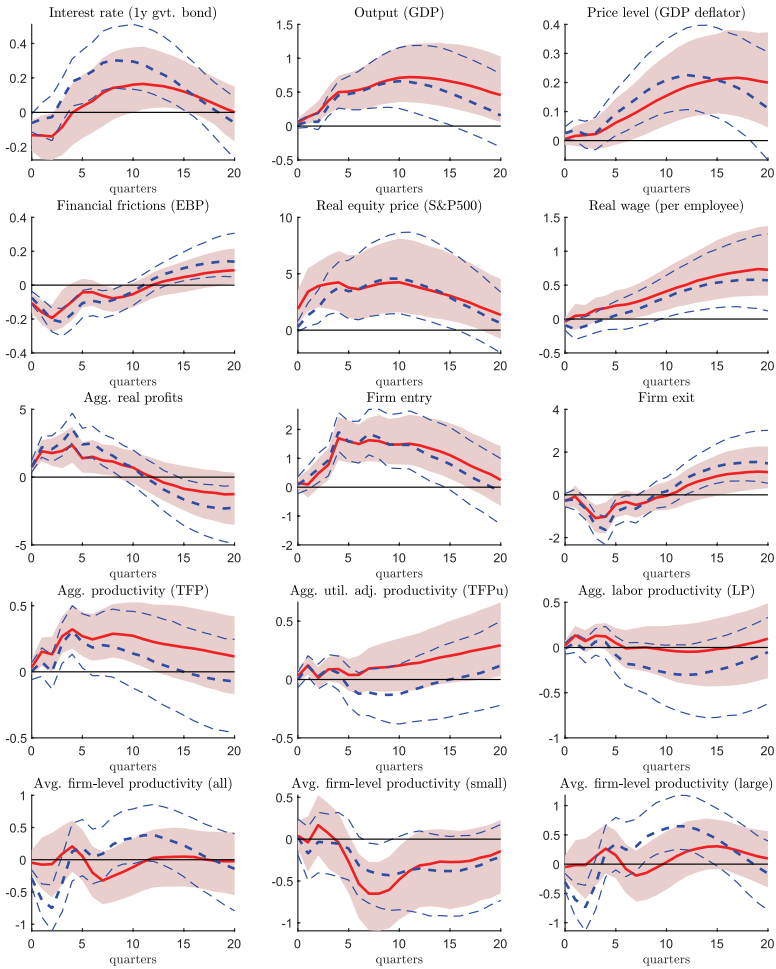 Interest rate (1y gvt. bond)
0.4
0.2
0
-0.2
0 5 10 15 20
quarters
Output (GDP)
1.5
1
0.5
0
-0.5
0 5 10 15 20
quarters
Price level (GDP deflator)
0.4
0.3
0.2
0.1
0
0 5 10 15 20
quarters
Financial frictions (EBP)
0.4
0.2
0
-0.2
-0.4
0 5 10 15 20
quarters
Real equity price (S&P500)
10
5
0
0 5 10 15 20
quarters
Real wage (per employee)
1.5
1
0.5
0
-0.5
0 5 10 15 20
quarters
Agg. real profits
5
0
-5
0 5 10 15 20
quarters
Firm entry
2
1
0
-1
-2
0 5 10 15 20
quarters
Firm exit
4
2
0
-2
0 5 10 15 20
quarters
Agg. productivity (TFP)
0.5
0
-0.5
0 5 10 15 20
quarters
Agg. util. adj. productivity (TFPu)
0.5
0
-0.5
0 5 10 15 20
quarters
Agg. labor productivity (LP)
0.5
0
-0.5
-1
0 5 10 15 20
quarters
Avg. firm-level productivity (all)
1
0.5
0
-0.5
-1
0 5 10 15 20
quarters
Avg. firm-level productivity (small)
0.5
0
-0.5
-1
0 5 10 15 20
quarters
Avg. firm-level productivity (large)
1
0.5
0
-0.5
-1
0 5 10 15 20
quarters